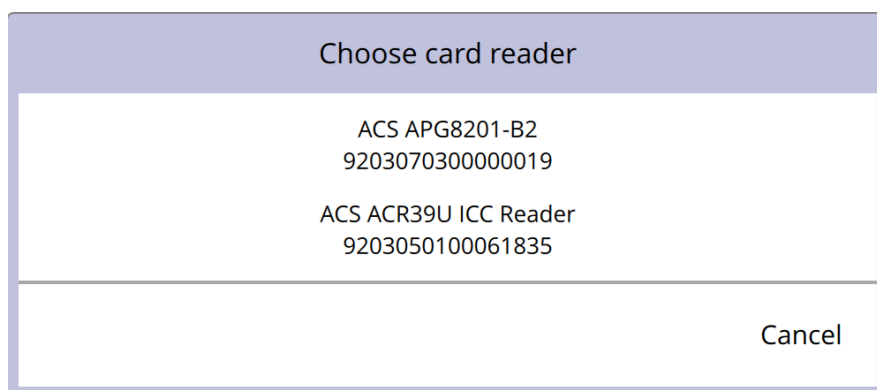 Choose card reader
ACS APG8201-B2
9203070300000019
ACS ACR39U ICC Reader
9203050100061835
Cancel